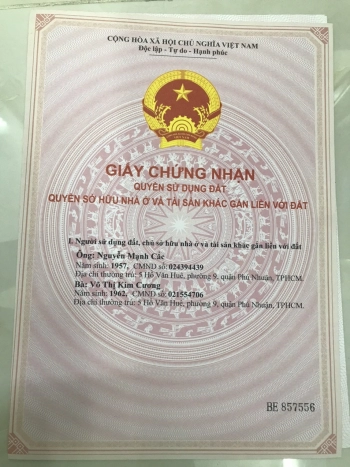 CỘNG HÒA XÃ HỘI CHỦ NGHĨA VIỆT NAM
Độc lập - Tự do - Hạnh phúc
GIẤY CHỨNG NHẬN
QUYỀN SỬ DỤNG ĐẤT
QUYỀN SỞ HỮU NHÀ Ở VÀ TÀI SẢN KHÁC GẮN LIỀN VỚI ĐẤT
I. Người sử dụng đất, chủ sở hữu nhà ở và tài sản khác gắn liền với đất
Ông: Nguyễn Mạnh Các
Năm sinh: 1957, CMND số: 024394439
Địa chỉ thường trú: 5 Hồ Văn Huê, phường 9, quận Phú Nhuận, TPHCM.
Bà: Võ Thị Kim Cương
Năm sinh: 1962, CMND số: 021554706
Địa chỉ thường trú: 5 Hồ Văn Huê, phường 9, quận Phú Nhuận, TPHCM.
BE 857556